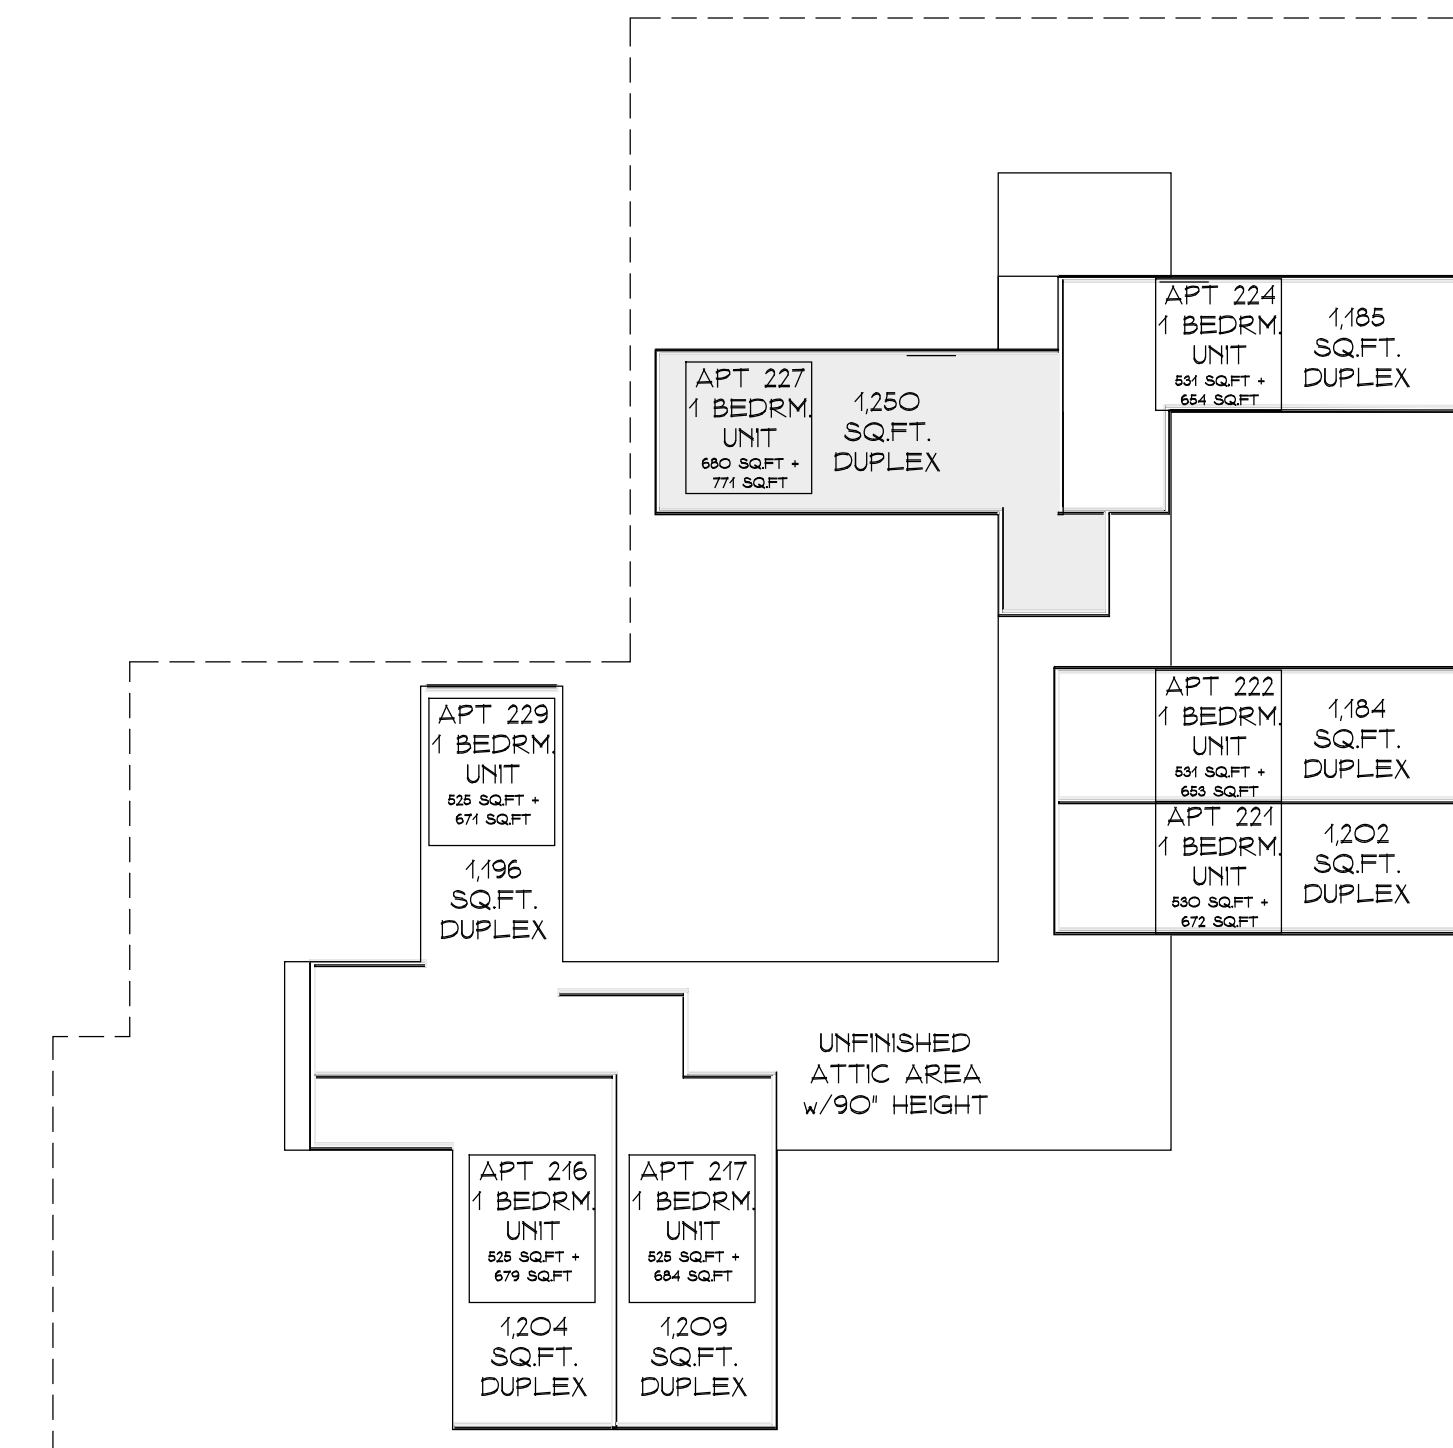 APT 224
1 BEDRM.
UNIT
531 SQ.FT +
654 SQ.FT
1,185
SQ.FT.
DUPLEX
APT 227
1 BEDRM.
UNIT
680 SQ.FT +
771 SQ.FT
1,250
SQ.FT.
DUPLEX
APT 222
1 BEDRM.
UNIT
531 SQ.FT +
653 SQ.FT
1,184
SQ.FT.
DUPLEX
APT 229
1 BEDRM.
UNIT
525 SQ.FT +
671 SQ.FT
1,196
SQ.FT.
DUPLEX
APT 221
1 BEDRM.
UNIT
530 SQ.FT +
672 SQ.FT
1,202
SQ.FT.
DUPLEX
UNFINISHED
ATTIC AREA
w/90" HEIGHT
APT 216
1 BEDRM.
UNIT
525 SQ.FT +
679 SQ.FT
1,204
SQ.FT.
DUPLEX
APT 217
1 BEDRM.
UNIT
525 SQ.FT +
684 SQ.FT
1,209
SQ.FT.
DUPLEX